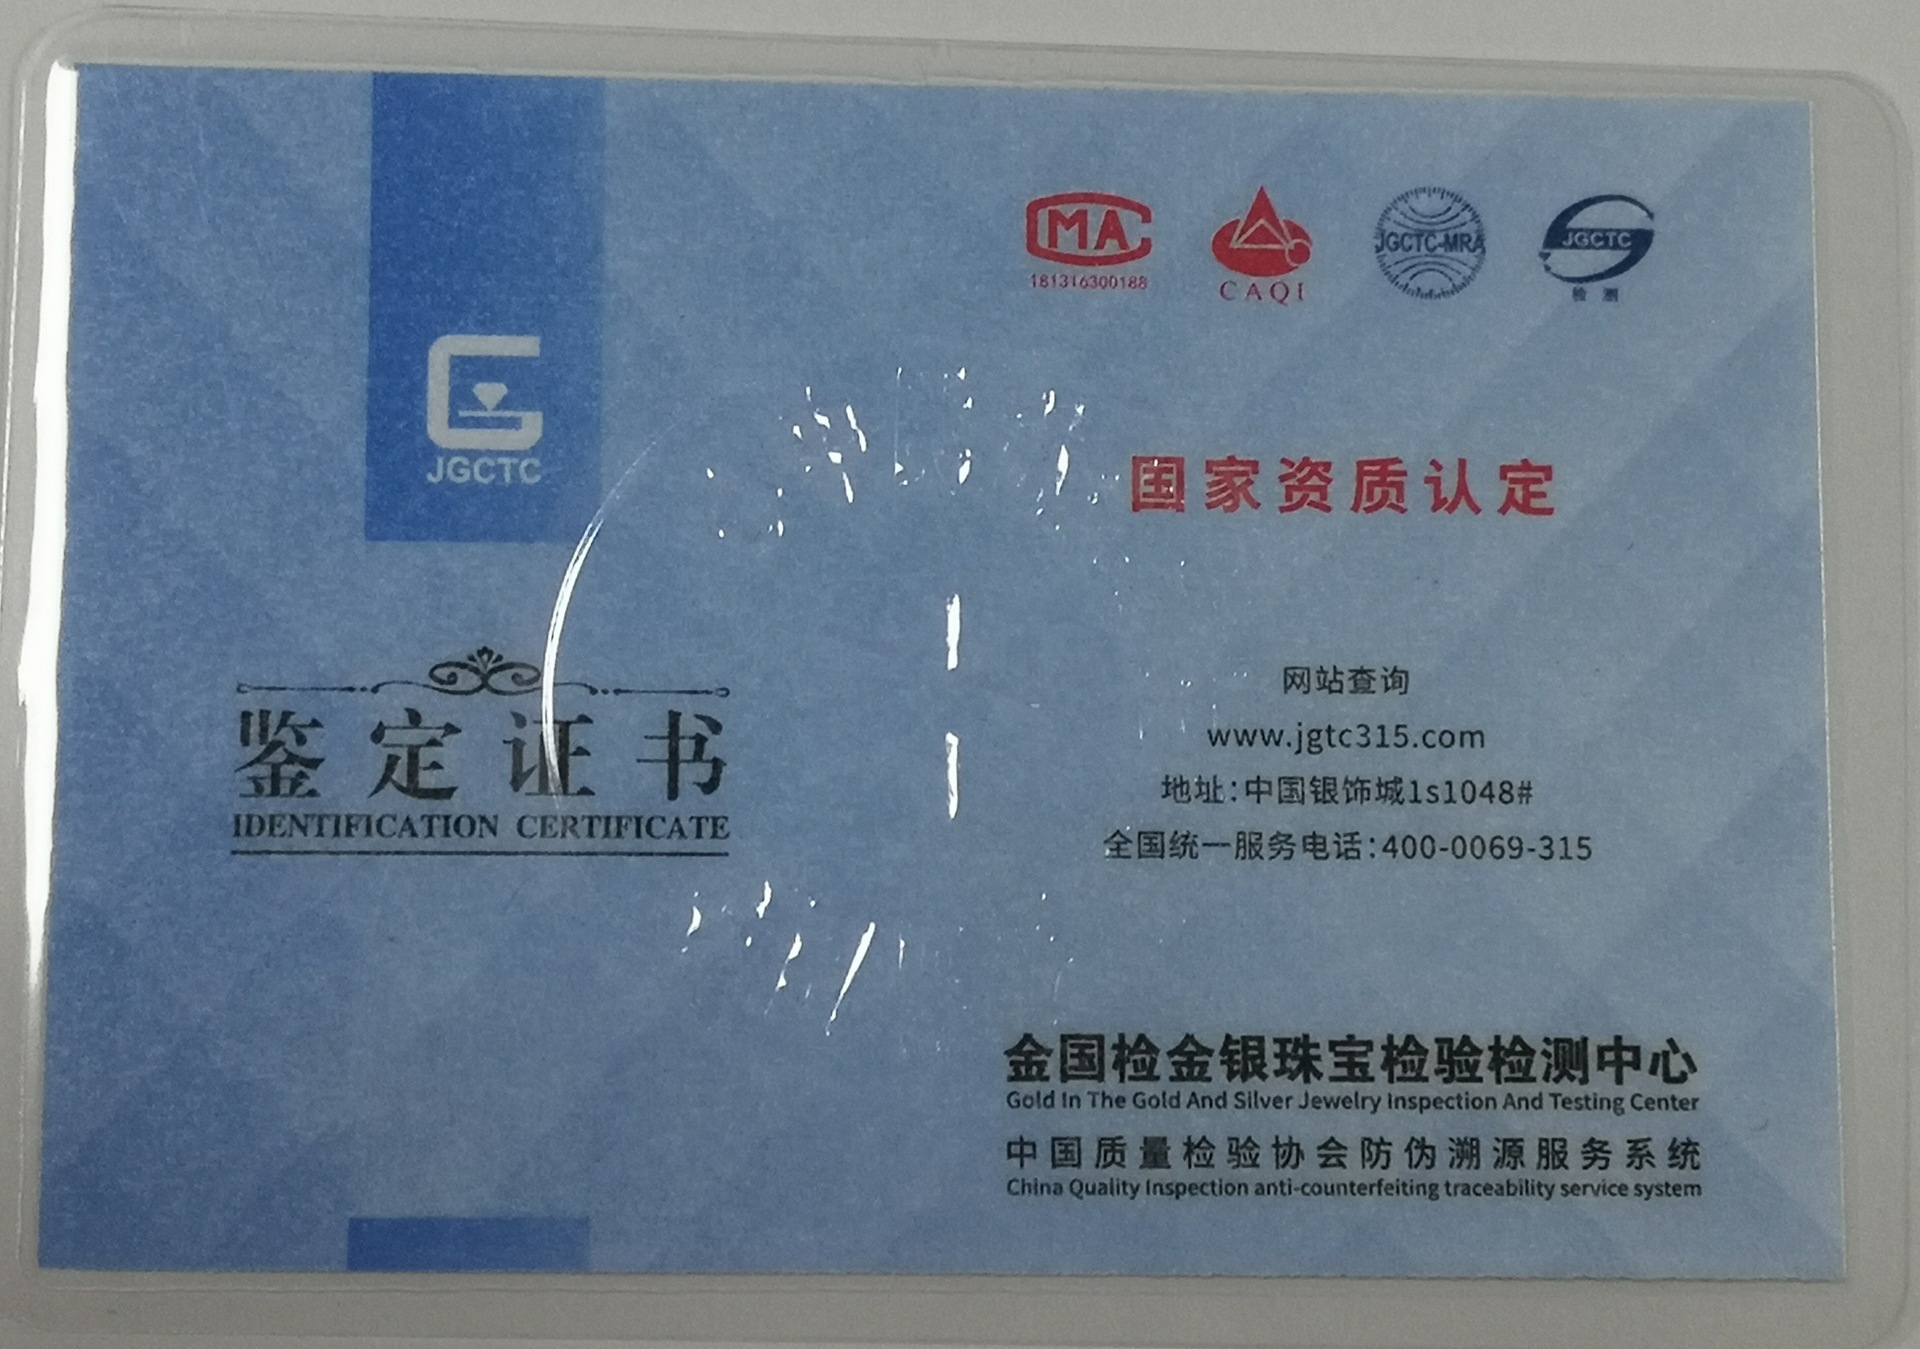 JGCTC
鉴定证书
IDENTIFICATION CERTIFICATE
MA
181316300188
CAQI
JGCTC-MRA
JGCTC
检测
国家资质认定
网站查询
www.jgtc315.com
地址:中国银饰城1s1048#
全国统一服务电话:400-0069-315
金国检金银珠宝检验检测中心
Gold In The Gold And Silver Jewelry Inspection And Testing Center
中国质量检验协会防伪溯源服务系统
China Quality Inspection anti-counterfeiting traceability service system